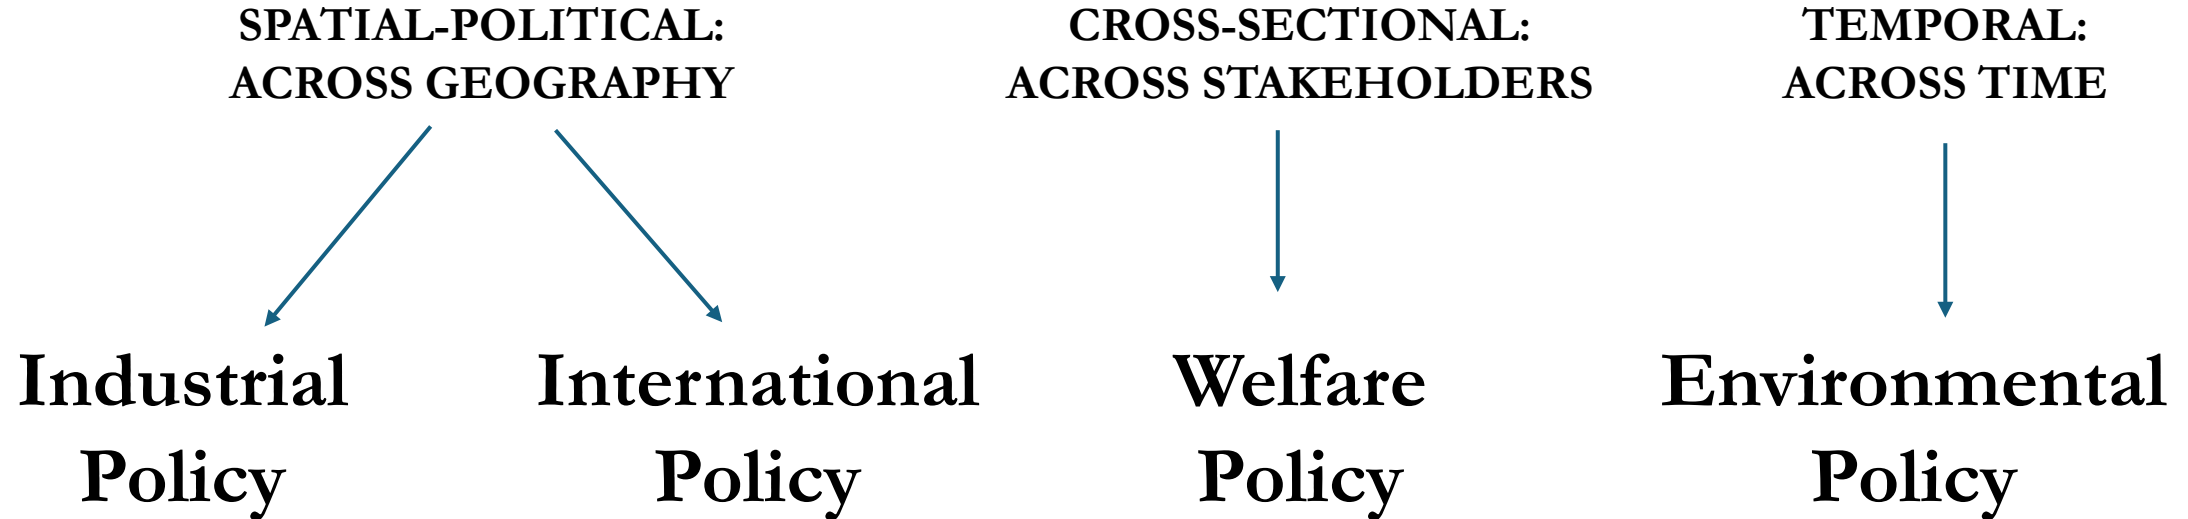 SPATIAL-POLITICAL:
ACROSS GEOGRAPHY
CROSS-SECTIONAL:
ACROSS STAKEHOLDERS
TEMPORAL:
ACROSS TIME
Industrial
Policy
International
Policy
Welfare
Policy
Environmental
Policy